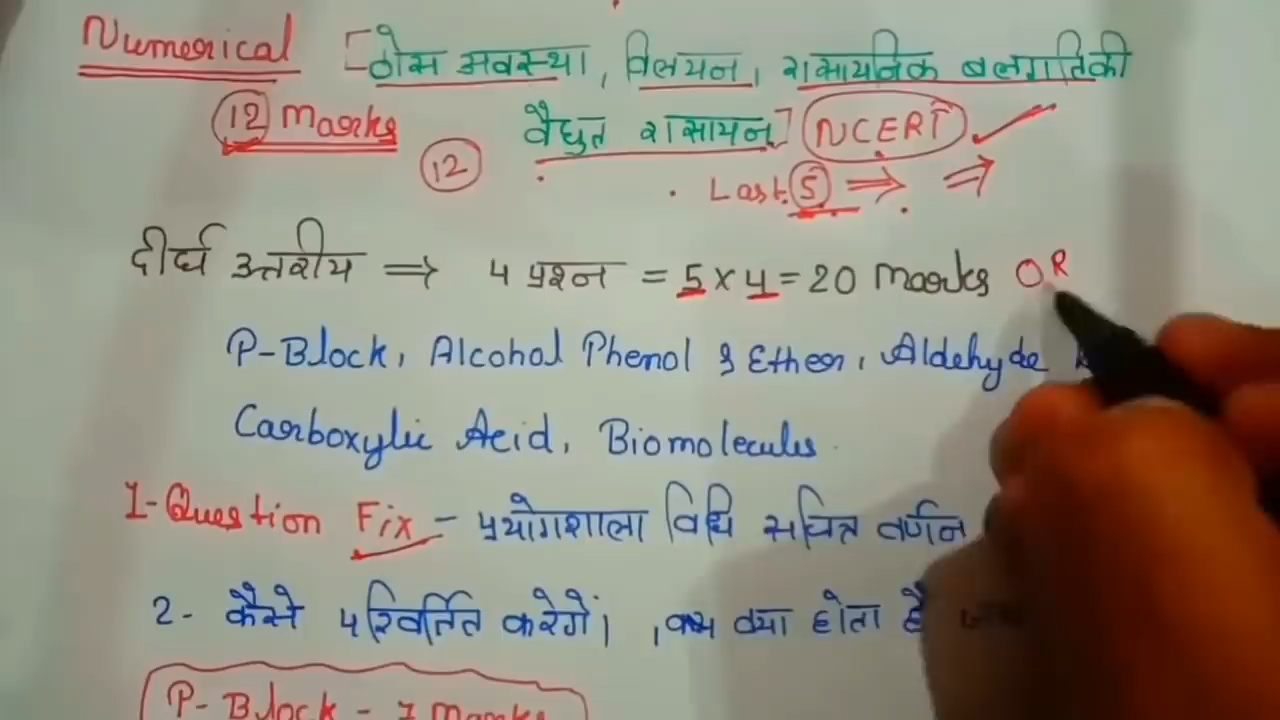 Numerical [ठोस अवस्था, विलयन, रासायनिक बलगतिकी
12 Marks 12 वैद्युत रासायन] NCERT ✓
Last 5 ⇒ ⇒
दीर्घ उत्तरीय ⇒ 4 प्रश्न = 5 x 4 = 20 marks OR
P-Block, Alcohol Phenol & Ether, Aldehyde
Carboxylic Acid, Biomolecules.
1-Question Fix - प्रयोगशाला विधि सचित्र वर्णन
2- कैसे परिवर्तित करेगें। , क्या होता है
P-Block - 7 Marks